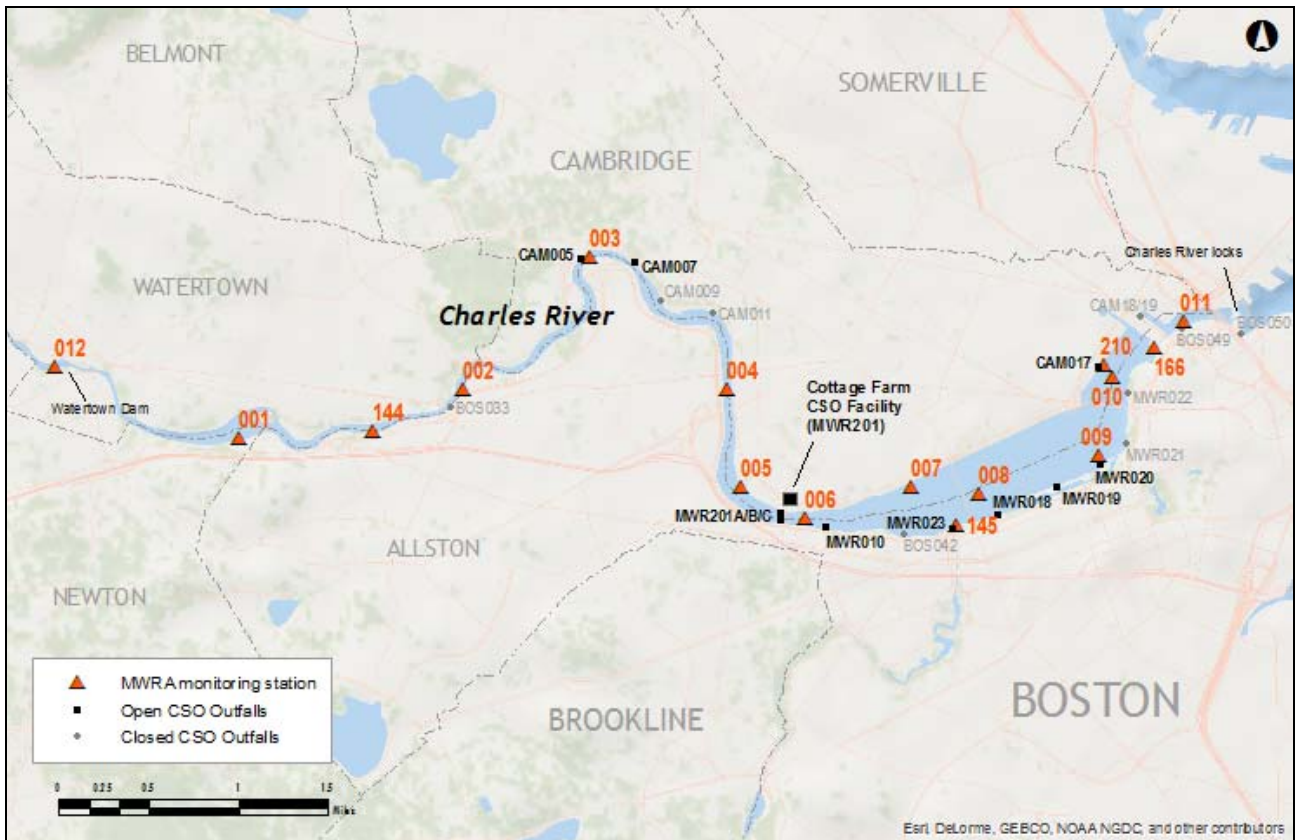 BELMONT
SOMERVILLE
CAMBRIDGE
003
CAM005
CAM007
WATERTOWN
Charles River locks
CAM009
CAM18/19
011
BOS050
Charles River
CAM011
BOS049
012
210
166
CAM017
002
004
Cottage Farm
CSO Facility
(MWR201)
010
MWR022
Watertown Dam
BOS033
001
144
009
MWR021
005
007
008
MWR020
MWR019
006
MWR018
MWR201A/B/C
MWR023
145
MWR010
BOS042
ALLSTON
NEWTON
BOSTON
BROOKLINE
MWRA monitoring station
Open CSO Outfalls
Closed CSO Outfalls
0 0.25 0.5 1 1.5
Miles
Esri, DeLorme, GEBCO, NOAA NGDC, and other contributors